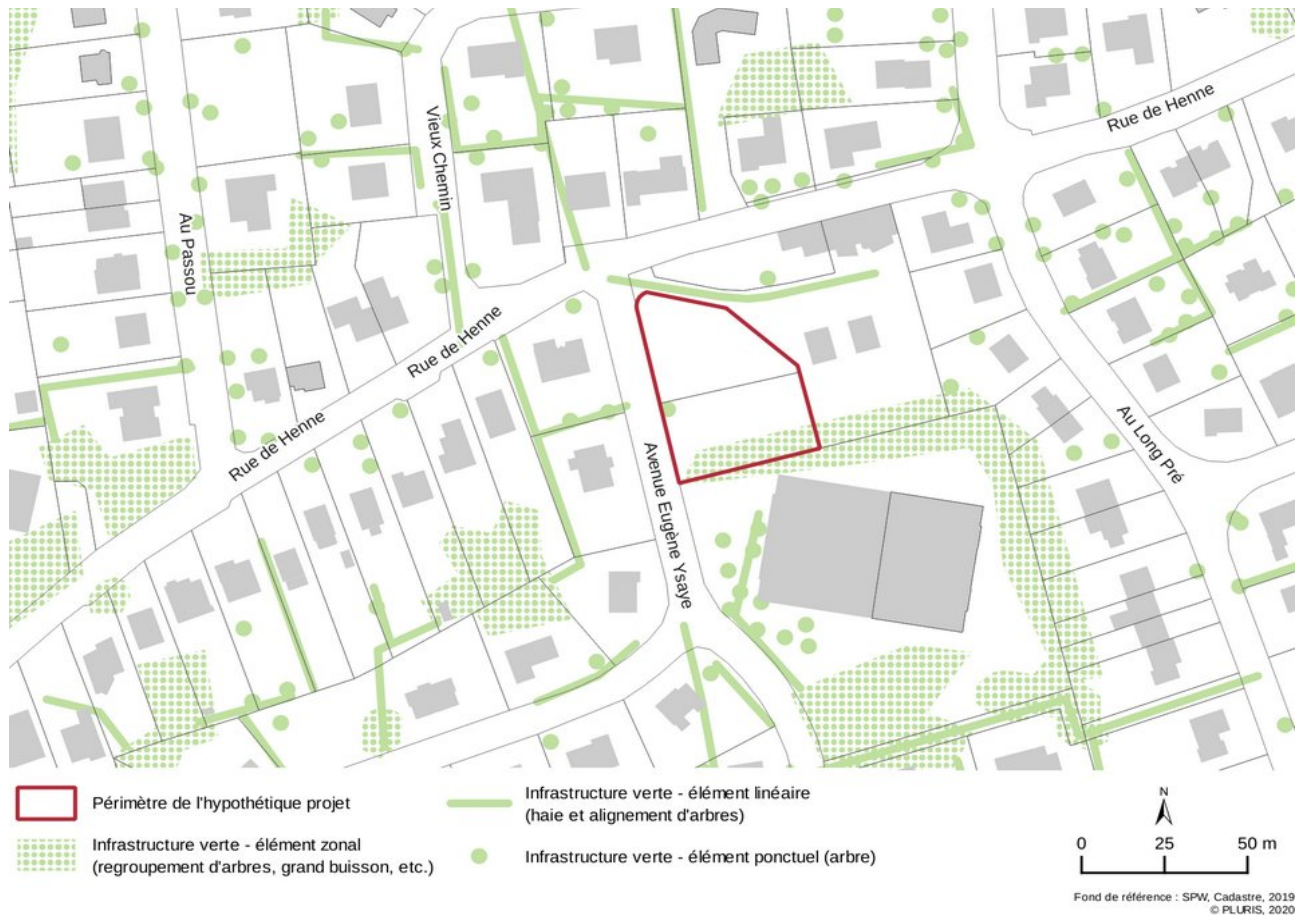 Rue de Henne
Vieux Chemin
Au Passou
Rue de Henne
Rue de Henne
Au Long Pré
Avenue Eugène Ysaye
Périmètre de l'hypothétique projet
Infrastructure verte - élément zonal
(regroupement d'arbres, grand buisson, etc.)
Infrastructure verte - élément linéaire
(haie et alignement d'arbres)
Infrastructure verte - élément ponctuel (arbre)
N
0 25 50 m
Fond de référence : SPW, Cadastre, 2019
© PLURIS, 2020